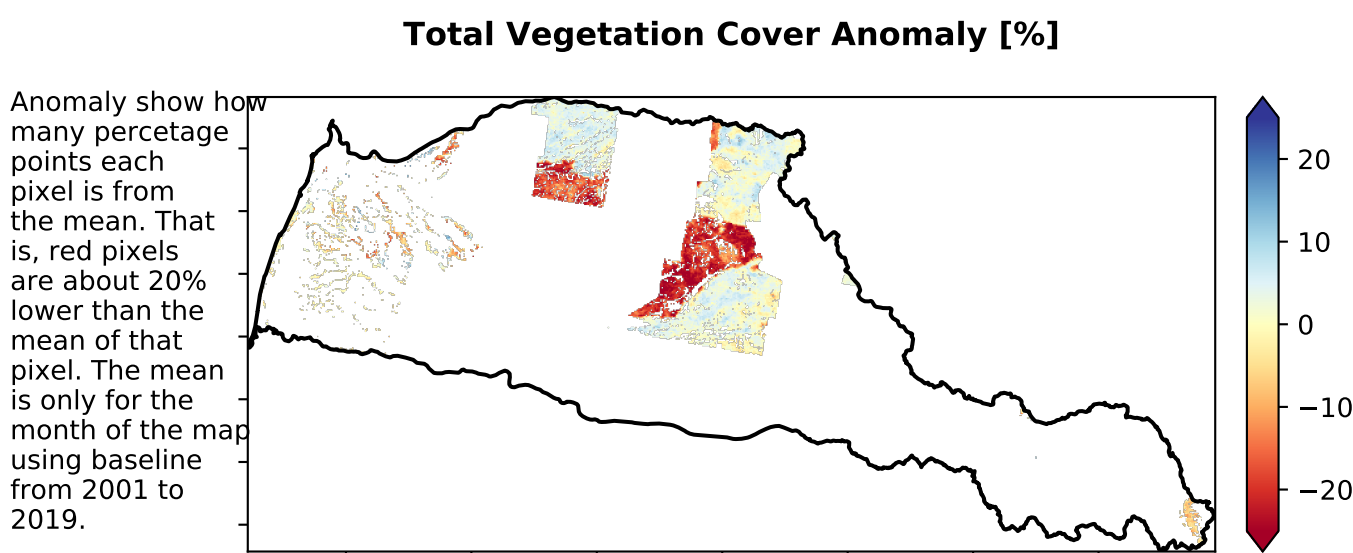 Total Vegetation Cover Anomaly [%]
Anomaly show how
many percetage
points each
pixel is from
the mean. That
is, red pixels
are about 20%
lower than the
mean of that
pixel. The mean
is only for the
month of the map
using baseline
from 2001 to
2019.
20
10
0
−10
−20